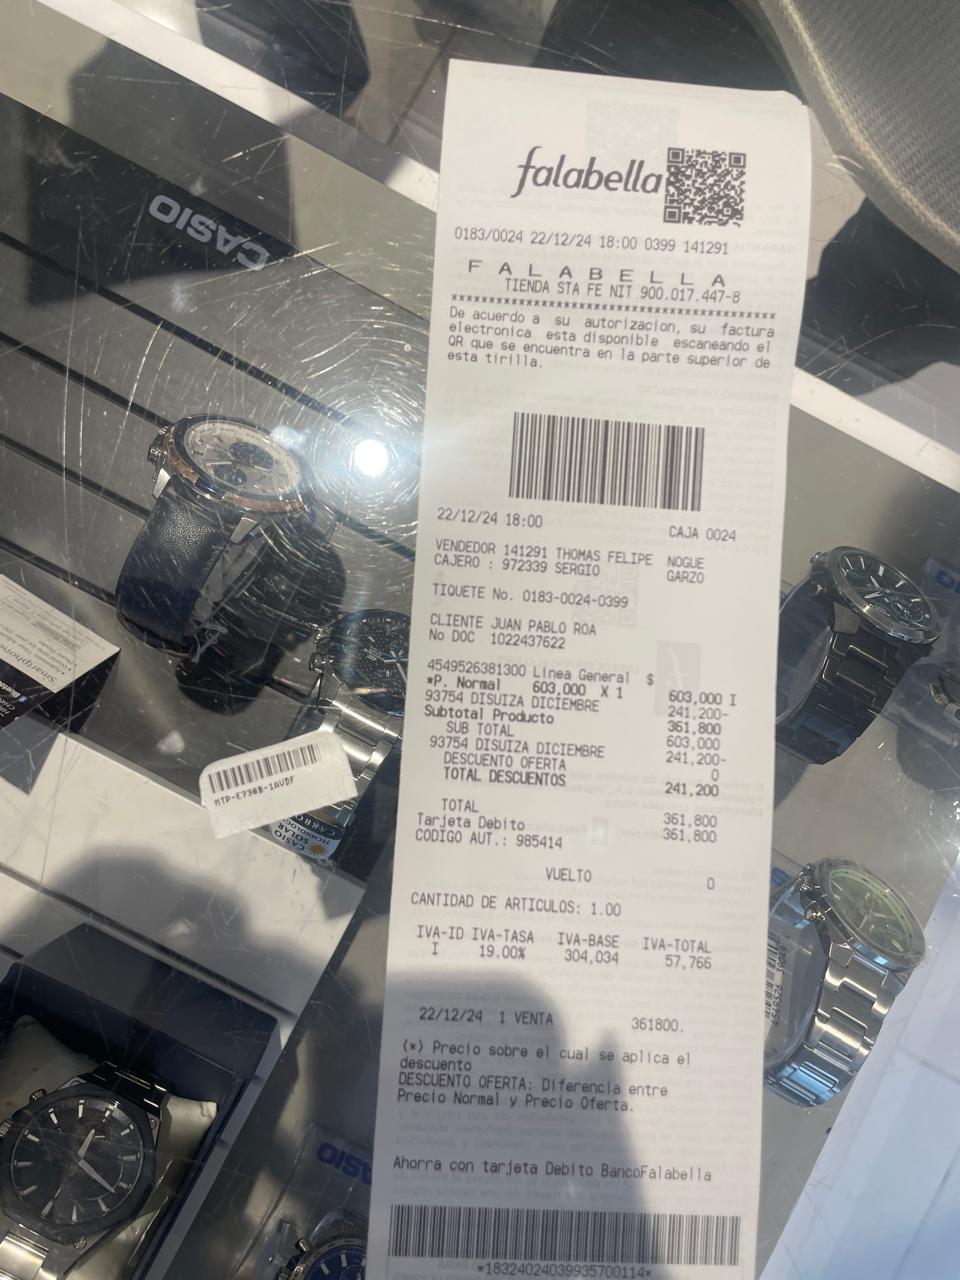 falabella
0183/0024 22/12/24 18:00 0399 141291
F A L A B E L L A
TIENDA STA FE NIT 900.017.447-8
De acuerdo a su autorizacion, su factura
electronica esta disponible escaneando el
QR que se encuentra en la parte superior de
esta tirilla.
22/12/24 18:00 CAJA 0024
VENDEDOR 141291 THOMAS FELIPE NOGUE
CAJERO : 972339 SERGIO GARZO
TIQUETE No. 0183-0024-0399
CLIENTE JUAN PABLO ROA
No DOC 1022437622
4549526381300 Linea General $
*P. Normal 603,000 X 1 603,000 I
93754 DISUIZA DICIEMBRE 241,200-
Subtotal Producto 361,800
SUB TOTAL 603,000
93754 DISUIZA DICIEMBRE 241,200-
DESCUENTO OFERTA 0
TOTAL DESCUENTOS 241,200
TOTAL 361,800
Tarjeta Debito 361,800
CODIGO AUT.: 985414
VUELTO 0
CANTIDAD DE ARTICULOS: 1.00
IVA-ID IVA-TASA IVA-BASE IVA-TOTAL
I 19.00% 304,034 57,766
22/12/24 1 VENTA 361800.
(*) Precio sobre el cual se aplica el
descuento
DESCUENTO OFERTA: Diferencia entre
Precio Normal y Precio Oferta.
Ahorra con tarjeta Debito BancoFalabella
*18324024039935700114*
CASIO
MTP-E730B-1AVDF
CASIO
SOLAR
CARBON
TECHNOLOGY
Smartphone
CASIO